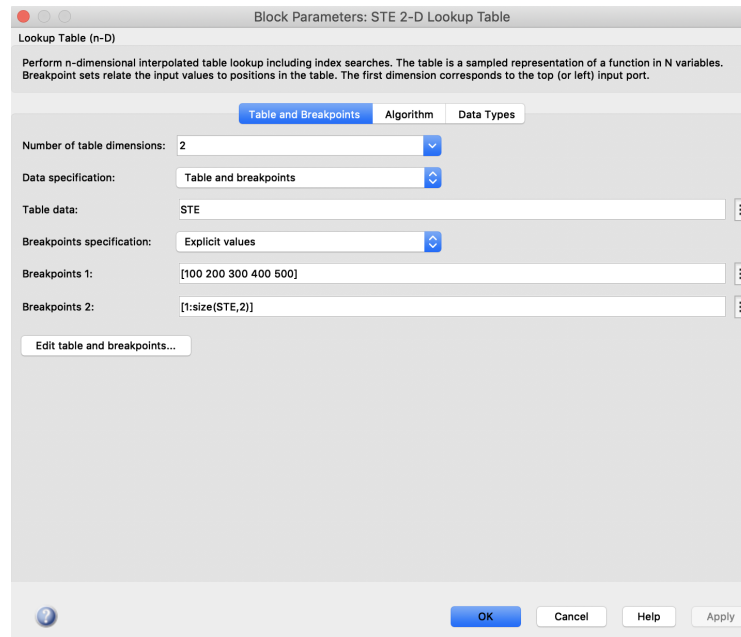 Block Parameters: STE 2-D Lookup Table
Lookup Table (n-D)
Perform n-dimensional interpolated table lookup including index searches. The table is a sampled representation of a function in N variables.
Breakpoint sets relate the input values to positions in the table. The first dimension corresponds to the top (or left) input port.
Table and Breakpoints Algorithm Data Types
Number of table dimensions: 2
Data specification: Table and breakpoints
Table data: STE
Breakpoints specification: Explicit values
Breakpoints 1: [100 200 300 400 500]
Breakpoints 2: [1:size(STE,2)]
Edit table and breakpoints...
? OK Cancel Help Apply